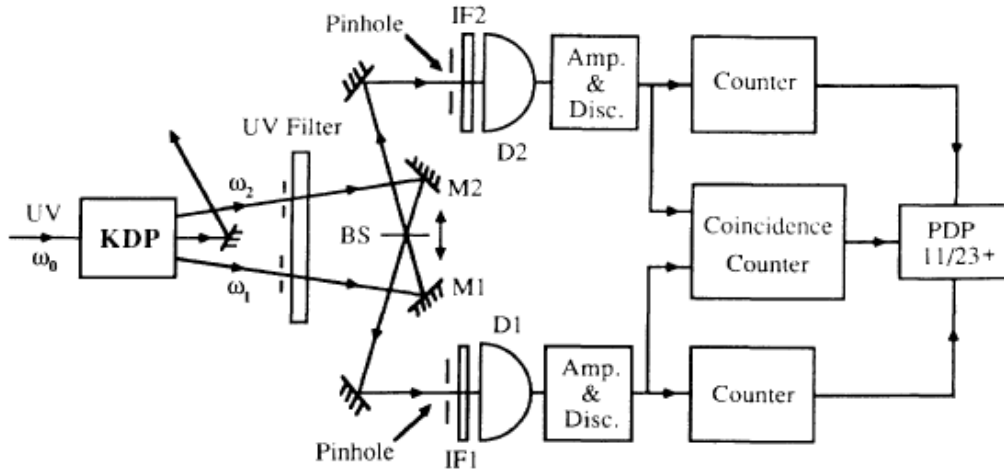 IF2
Pinhole
Amp.
&
Disc.
Counter
UV Filter
D2
ω₂
M2
UV
KDP
BS
Coincidence
Counter
PDP
11/23+
ω₀
ω₁
M1
D1
Amp.
&
Disc.
Counter
Pinhole
IF1